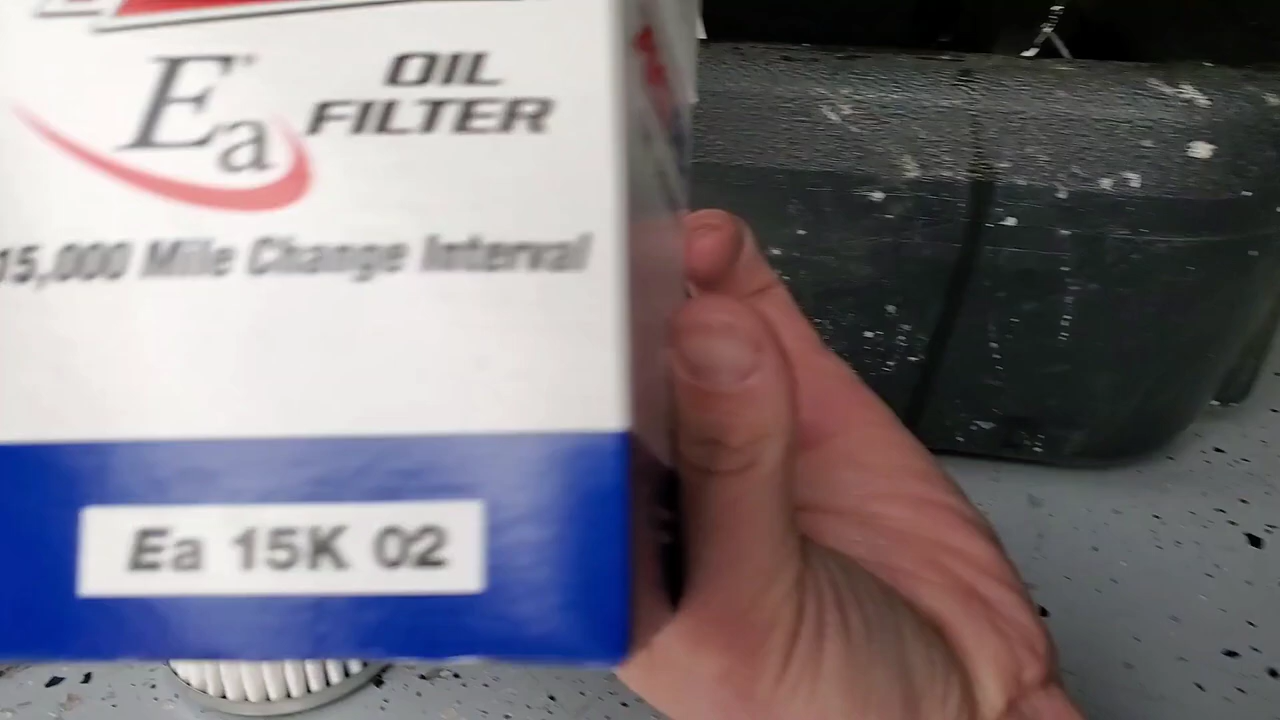 Ea
OIL
FILTER
15,000 Mile Change Interval
Ea 15K 02